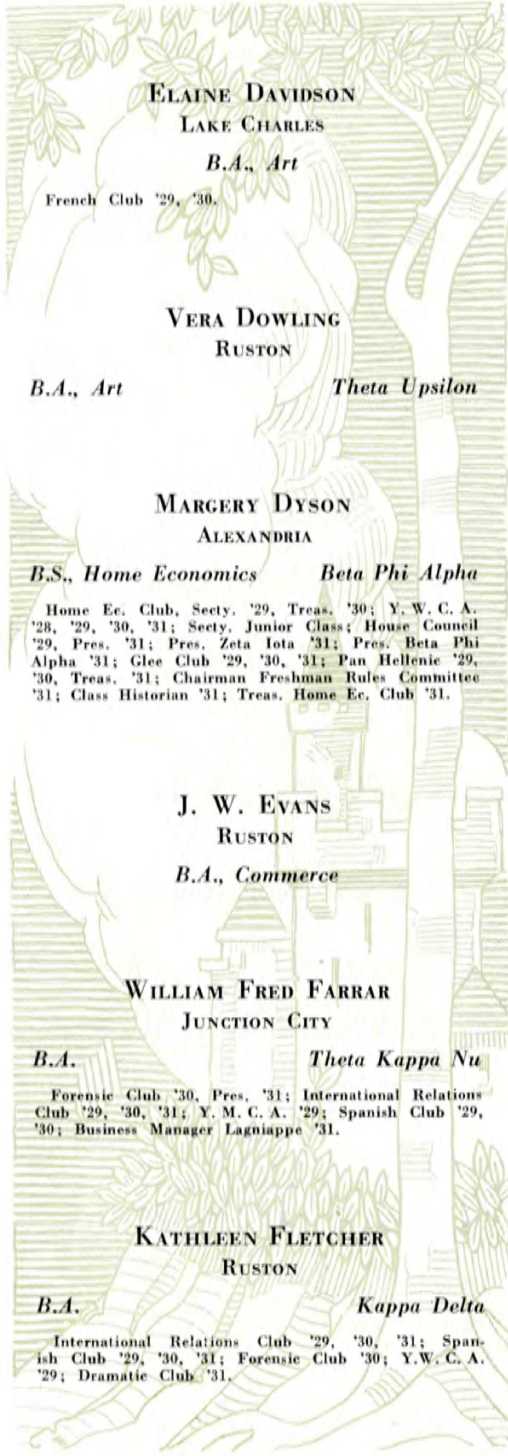 ELAINE DAVIDSON
LAKE CHARLES
B.A., Art
French Club '29, '30.
VERA DOWLING
RUSTON
B.A., Art Theta Upsilon
MARGERY DYSON
ALEXANDRIA
B.S., Home Economics Beta Phi Alpha
Home Ec. Club, Secty. '29, Treas. '30; Y. W. C. A.
'28, '29, '30, '31; Secty. Junior Class; House Council
'29, Pres. '31; Pres. Zeta Iota '31; Pres. Beta Phi
Alpha '31; Glee Club '29, '30, '31; Pan Hellenic '29,
'30, Treas. '31; Chairman Freshman Rules Committee
'31; Class Historian '31; Treas. Home Ec. Club '31.
J. W. EVANS
RUSTON
B.A., Commerce
WILLIAM FRED FARRAR
JUNCTION CITY
B.A. Theta Kappa Nu
Forensic Club '30, Pres. '31; International Relations
Club '29, '30, '31; Y. M. C. A. '29; Spanish Club '29,
'30; Business Manager Lagniappe '31.
KATHLEEN FLETCHER
RUSTON
B.A. Kappa Delta
International Relations Club '29, '30, '31; Span-
ish Club '29, '30, '31; Forensic Club '30; Y.W. C. A.
'29; Dramatic Club '31.